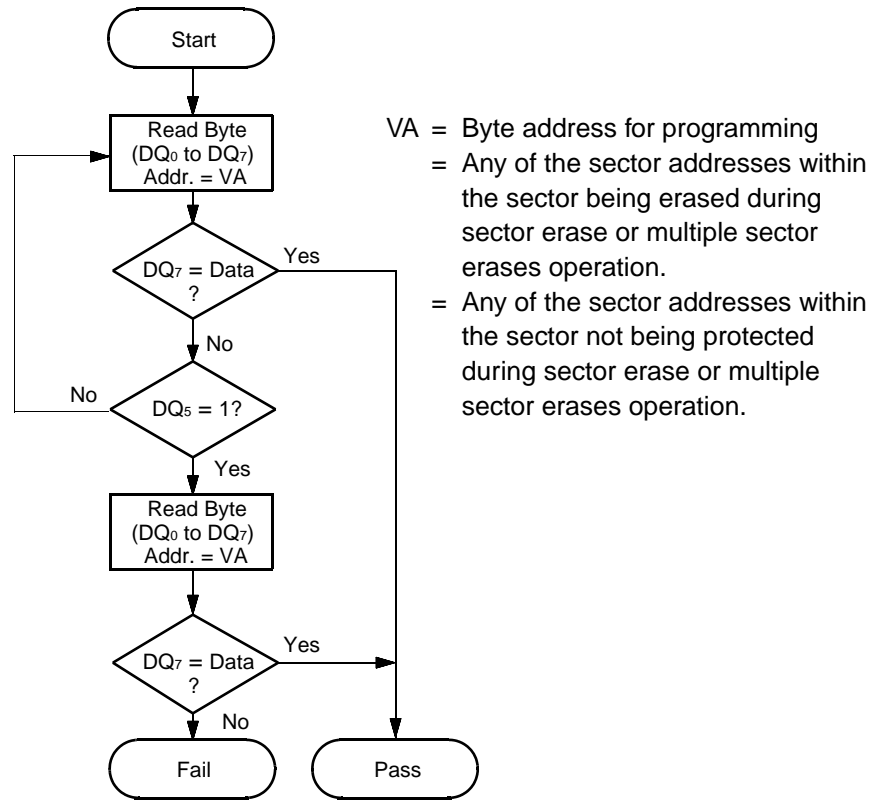 Start
Read Byte
(DQ₀ to DQ₇)
Addr. = VA
DQ₇ = Data
?
Yes
No
DQ₅ = 1?
No
Yes
Read Byte
(DQ₀ to DQ₇)
Addr. = VA
DQ₇ = Data
?
Yes
No
Fail
Pass
VA = Byte address for programming
= Any of the sector addresses within
the sector being erased during
sector erase or multiple sector
erases operation.
= Any of the sector addresses within
the sector not being protected
during sector erase or multiple
sector erases operation.